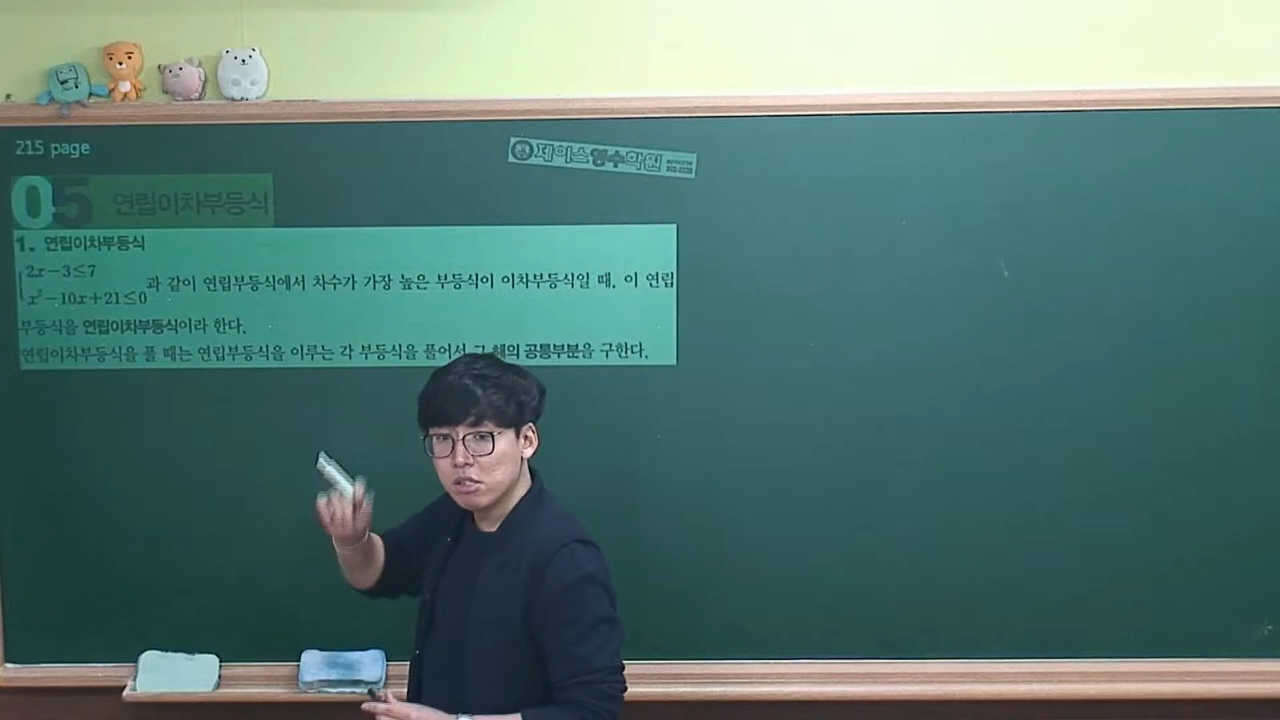 215 page
제이스영수학원
05 연립이차부등식
1. 연립이차부등식
2x-3≤7
x²-10x+21≤0
과 같이 연립부등식에서 차수가 가장 높은 부등식이 이차부등식일 때, 이 연립
부등식을 연립이차부등식이라 한다.
연립이차부등식을 풀 때는 연립부등식을 이루는 각 부등식을 풀어서 그 해의 공통부분을 구한다.